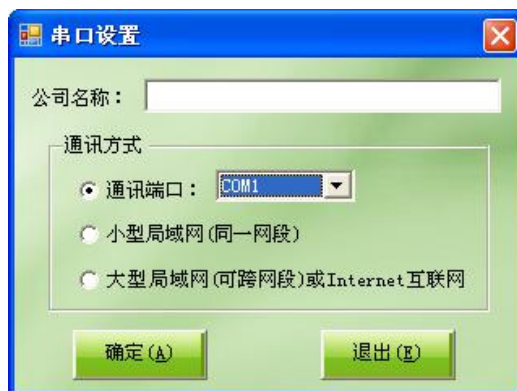 串口设置
公司名称：
通讯方式
通讯端口： COM1
小型局域网(同一网段)
大型局域网(可跨网段)或Internet互联网
确定(A) 退出(E)